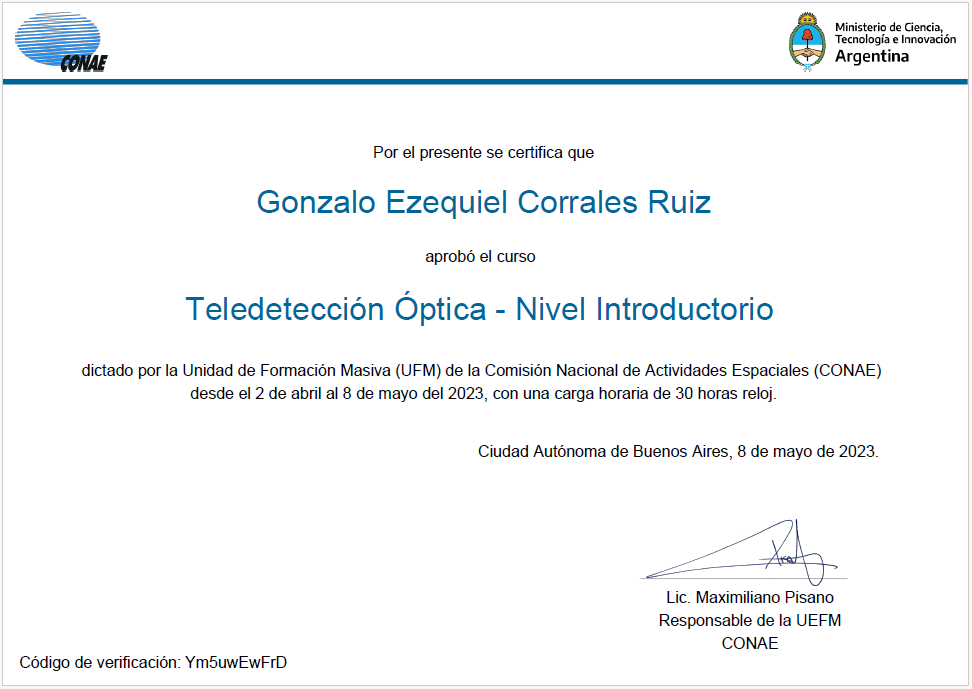 CONAE
Ministerio de Ciencia,
Tecnología e Innovación
Argentina
Por el presente se certifica que
Gonzalo Ezequiel Corrales Ruiz
aprobó el curso
Teledetección Óptica - Nivel Introductorio
dictado por la Unidad de Formación Masiva (UFM) de la Comisión Nacional de Actividades Espaciales (CONAE)
desde el 2 de abril al 8 de mayo del 2023, con una carga horaria de 30 horas reloj.
Ciudad Autónoma de Buenos Aires, 8 de mayo de 2023.
Lic. Maximiliano Pisano
Responsable de la UEFM
CONAE
Código de verificación: Ym5uwEwFrD